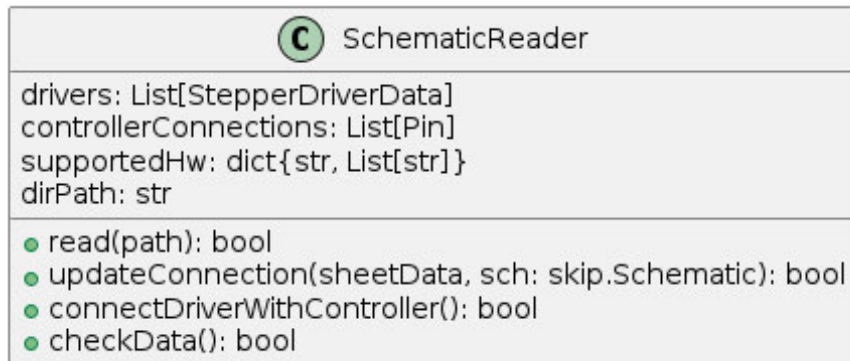 C SchematicReader
drivers: List[StepperDriverData]
controllerConnections: List[Pin]
supportedHw: dict{str, List[str]}
dirPath: str
read(path): bool
updateConnection(sheetData, sch: skip.Schematic): bool
connectDriverWithController(): bool
checkData(): bool